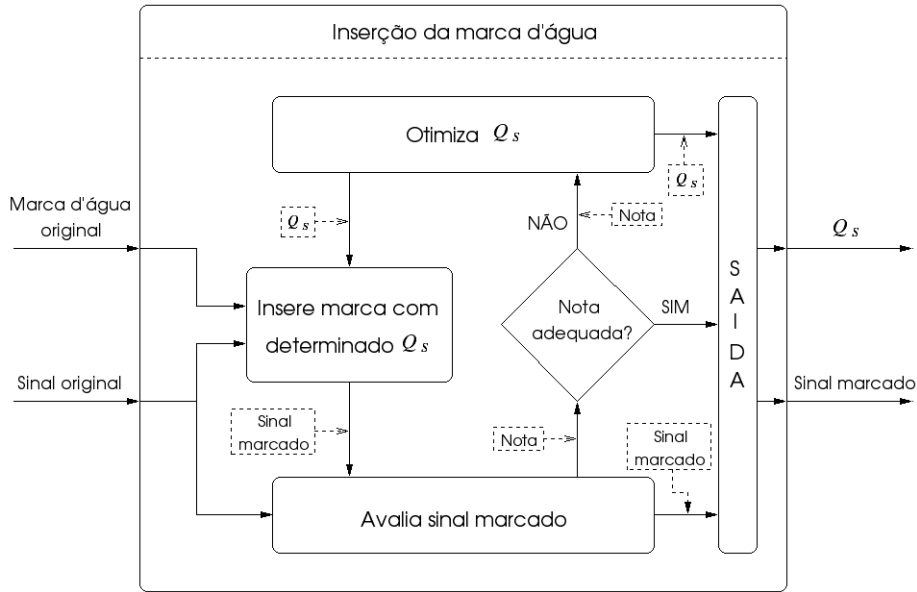 Inserção da marca d'água
Otimiza Q s
Q s
Marca d'água
original
Q s
NÃO
Nota
Q s
Insere marca com
determinado Q s
Nota
adequada?
SIM
SAIDA
Sinal original
Sinal marcado
Sinal
marcado
Nota
Sinal
marcado
Avalia sinal marcado